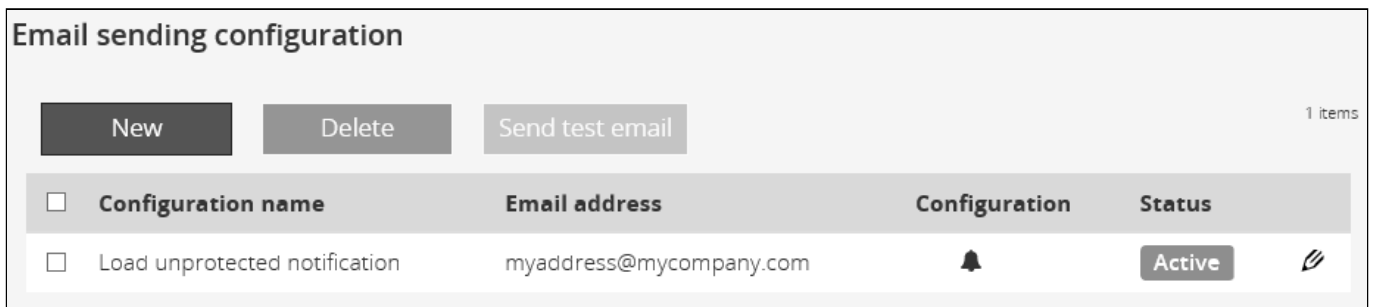 Email sending configuration
New Delete Send test email 1 items
Configuration name Email address Configuration Status
Load unprotected notification myaddress@mycompany.com Active